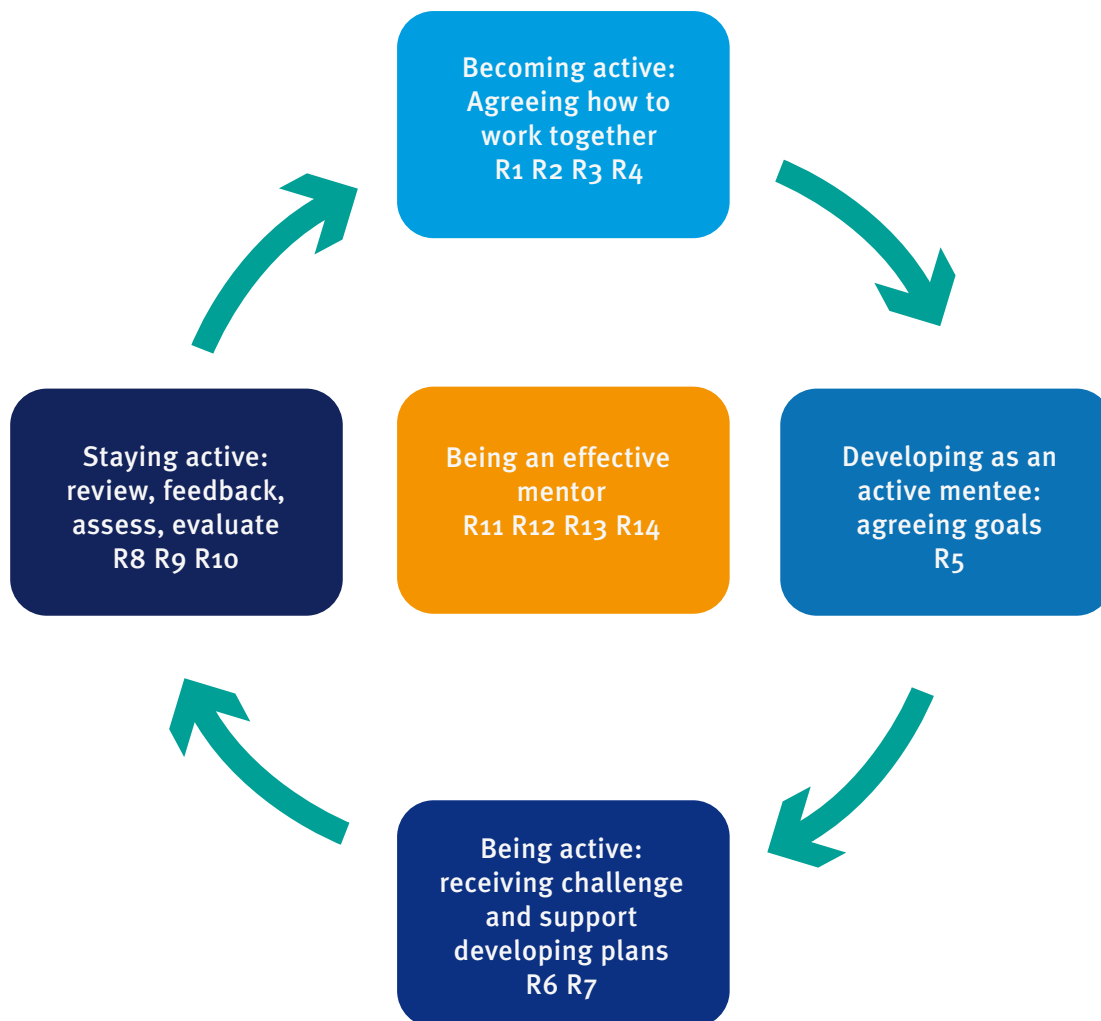 Becoming active:
Agreeing how to
work together
R1 R2 R3 R4
Staying active:
review, feedback,
assess, evaluate
R8 R9 R10
Being an effective
mentor
R11 R12 R13 R14
Developing as an
active mentee:
agreeing goals
R5
Being active:
receiving challenge
and support
developing plans
R6 R7